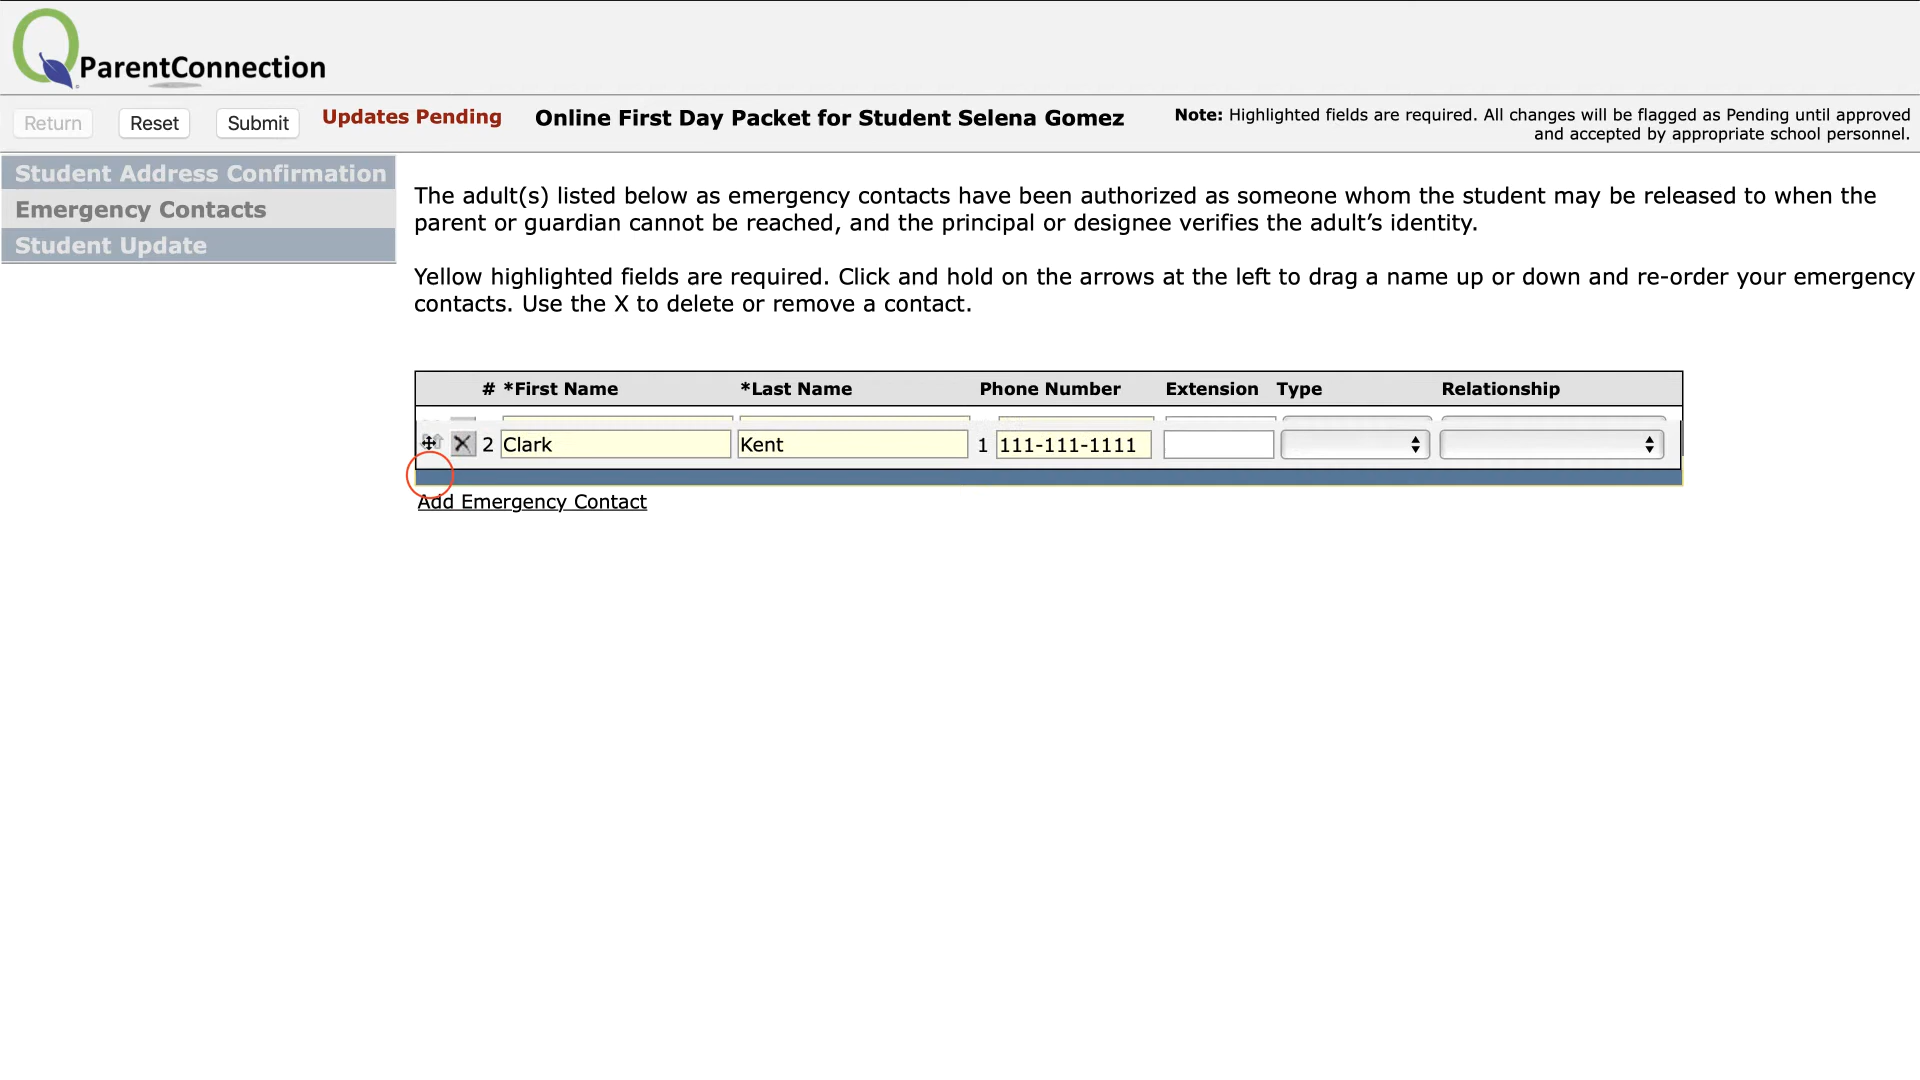 ParentConnection
Return Reset Submit Updates Pending Online First Day Packet for Student Selena Gomez
Note: Highlighted fields are required. All changes will be flagged as Pending until approved
and accepted by appropriate school personnel.
Student Address Confirmation
Emergency Contacts
Student Update
The adult(s) listed below as emergency contacts have been authorized as someone whom the student may be released to when the
parent or guardian cannot be reached, and the principal or designee verifies the adult’s identity.
Yellow highlighted fields are required. Click and hold on the arrows at the left to drag a name up or down and re-order your emergency
contacts. Use the X to delete or remove a contact.
# *First Name *Last Name Phone Number Extension Type Relationship
2 Clark Kent 1 111-111-1111
Add Emergency Contact